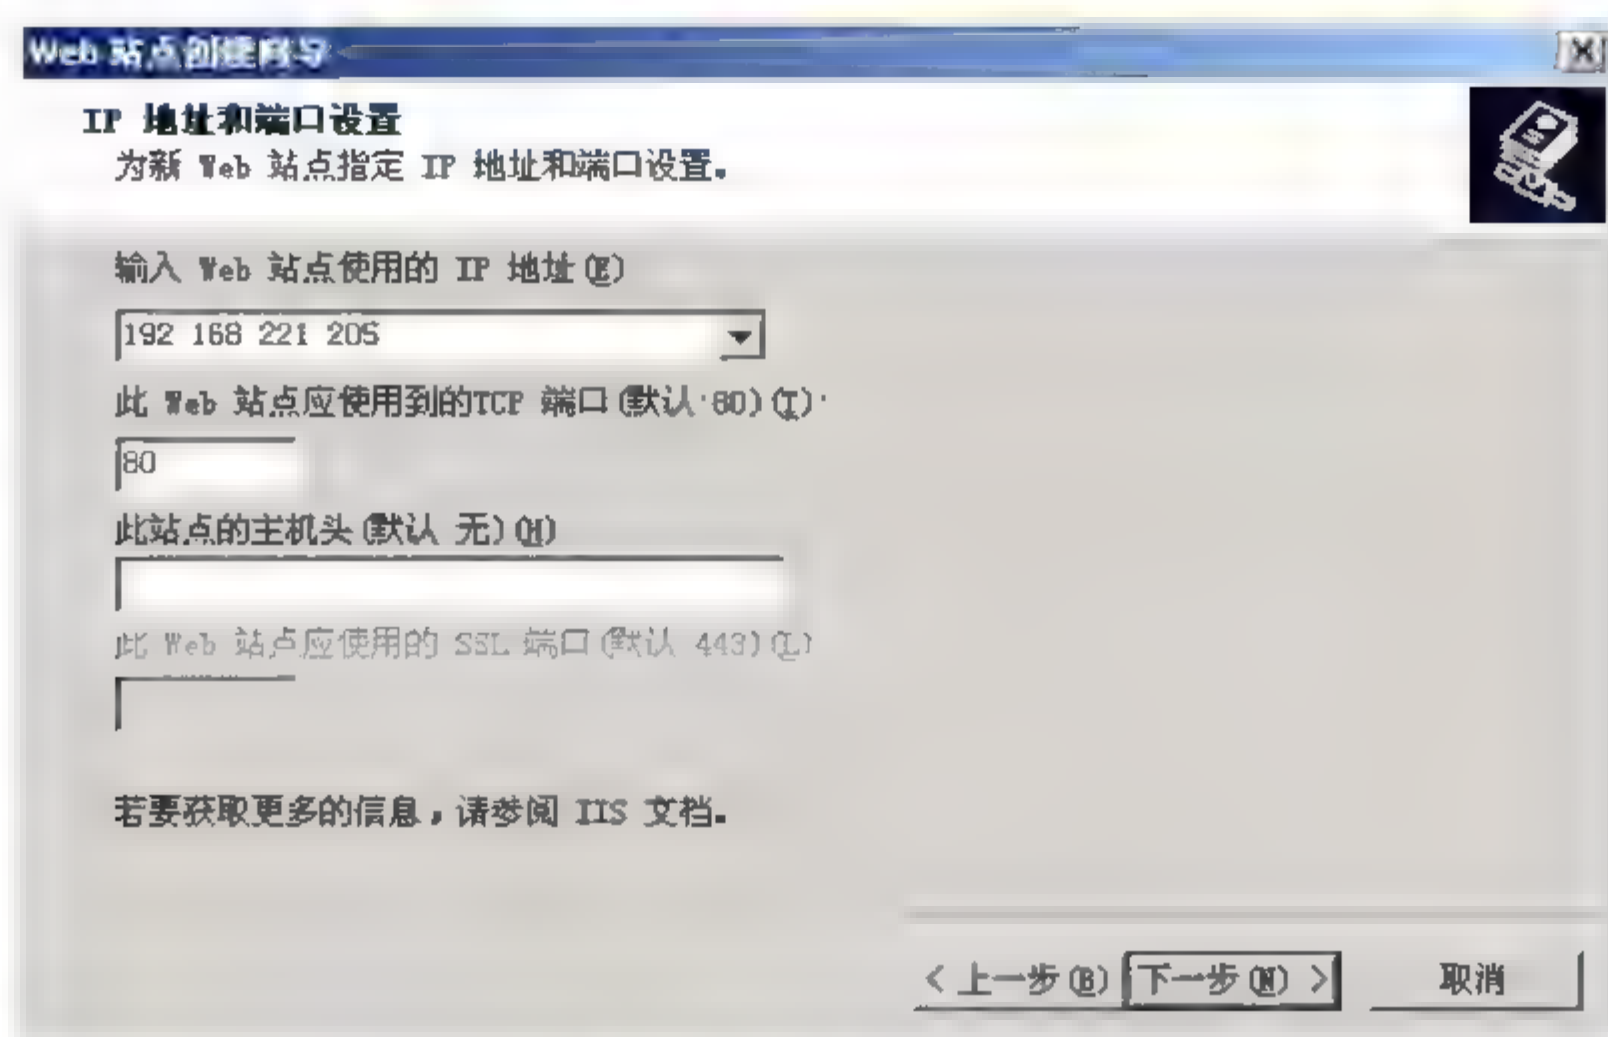 Web 站点创建向导
IP 地址和端口设置
为新 Web 站点指定 IP 地址和端口设置。
输入 Web 站点使用的 IP 地址(E)
192 168 221 205
此 Web 站点应使用到的TCP 端口(默认 80)(T)
80
此站点的主机头(默认 无)(H)
此 Web 站点应使用的 SSL 端口(默认 443)(L)
若要获取更多的信息,请参阅 IIS 文档。
< 上一步(B) 下一步(N) > 取消